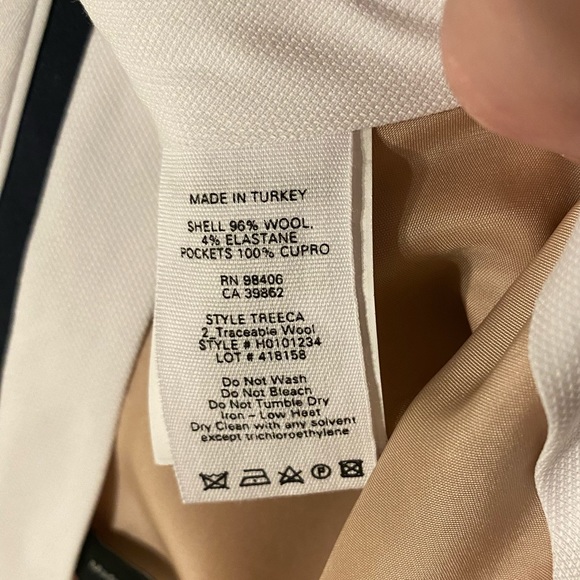 MADE IN TURKEY
SHELL 96% WOOL,
4% ELASTANE
POCKETS 100% CUPRO
RN 98406
CA 39862
STYLE TREECA
2_Traceable Wool
STYLE # H0101234
LOT # 418158
Do Not Wash
Do Not Bleach
Do Not Tumble Dry
Iron - Low Heat
Dry Clean with any solvent
except trichloroethylene
P